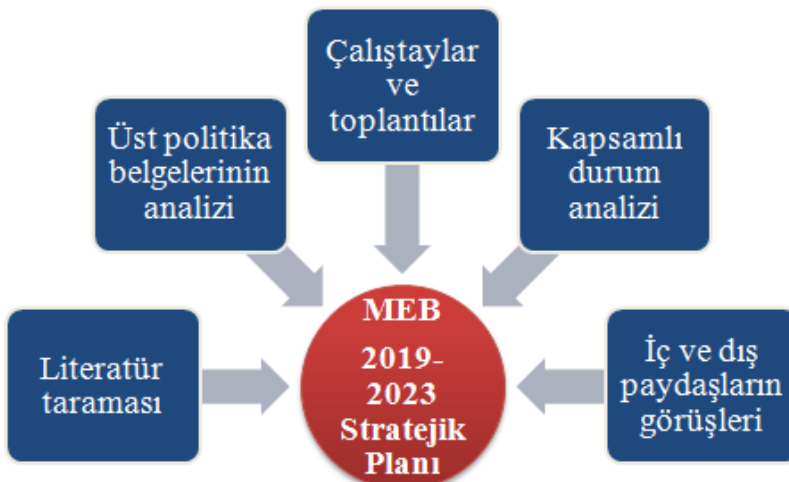 Çalıştaylar
ve
toplantılar
Üst politika
belgelerinin
analizi
Kapsamlı
durum
analizi
Literatür
taraması
MEB
2019-
2023
Stratejik
Planı
İç ve dış
paydaşların
görüşleri